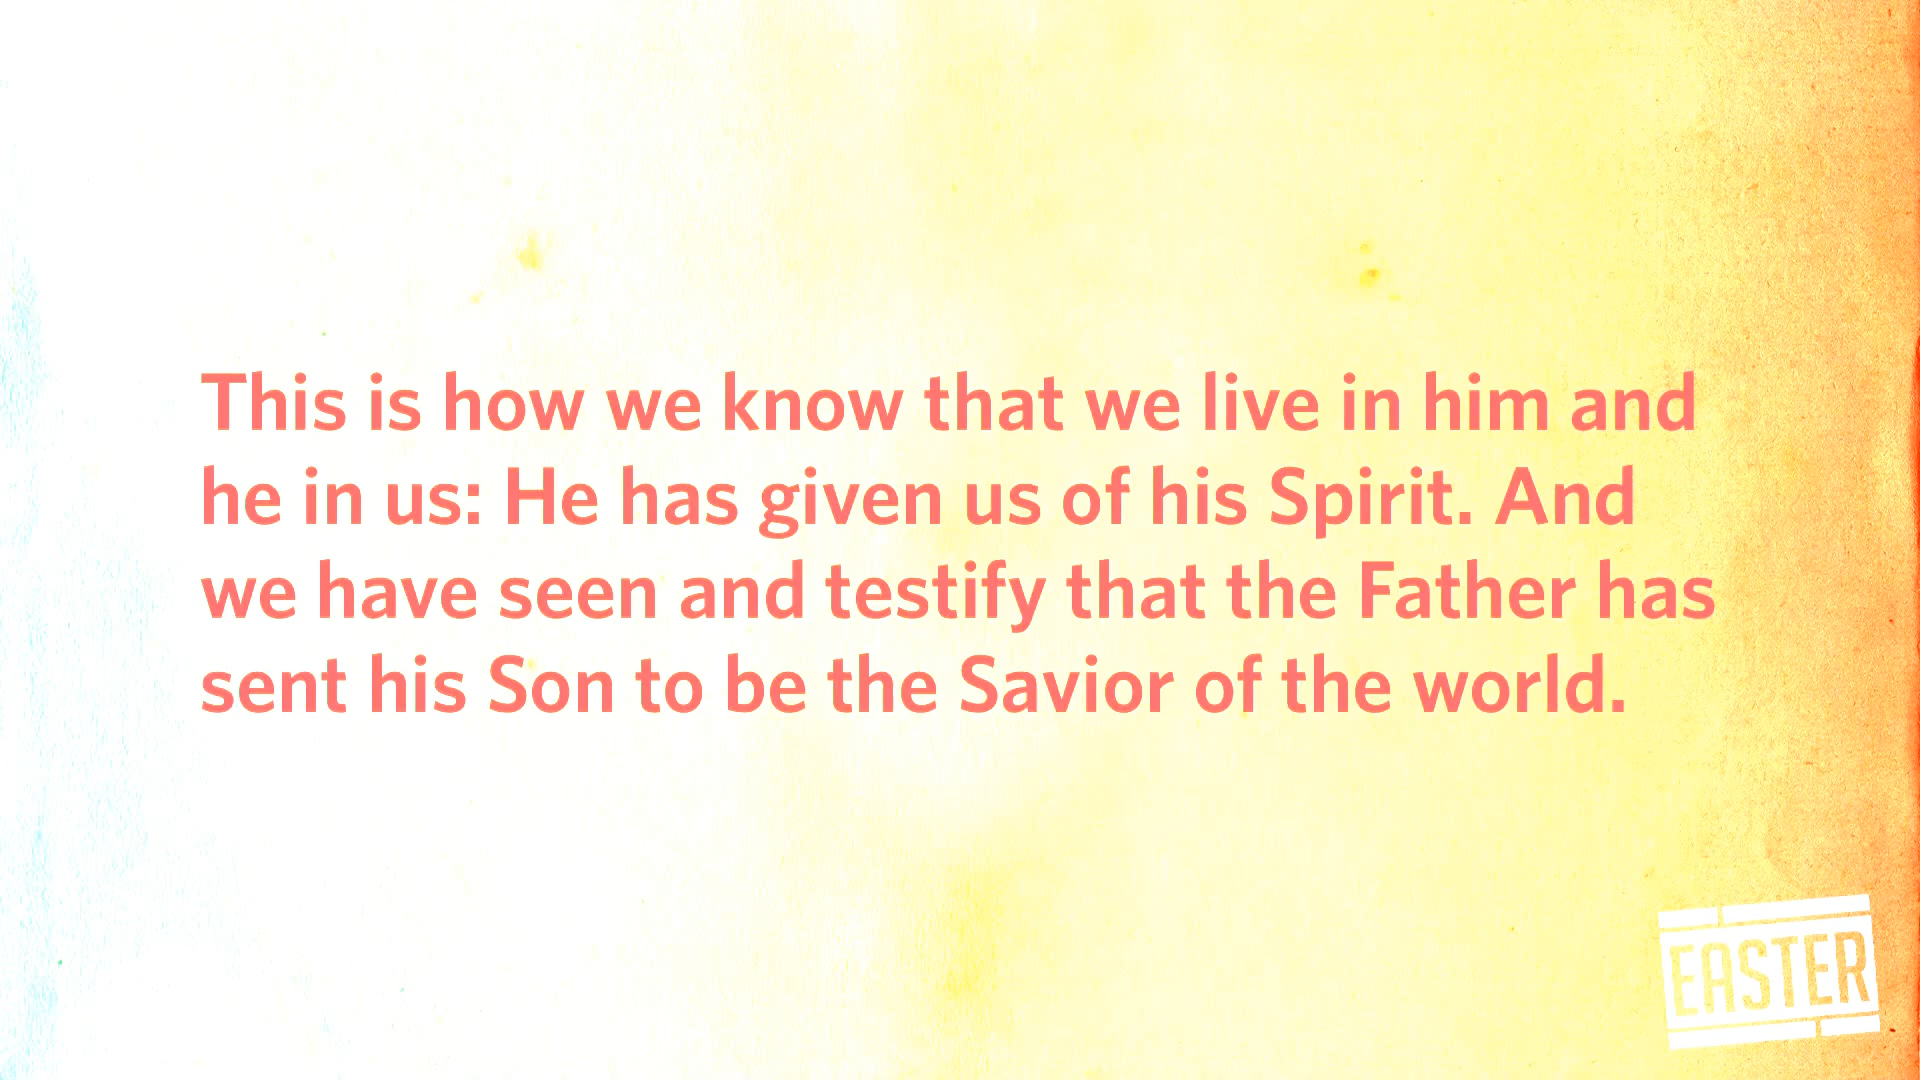 This is how we know that we live in him and
he in us: He has given us of his Spirit. And
we have seen and testify that the Father has
sent his Son to be the Savior of the world.
EASTER